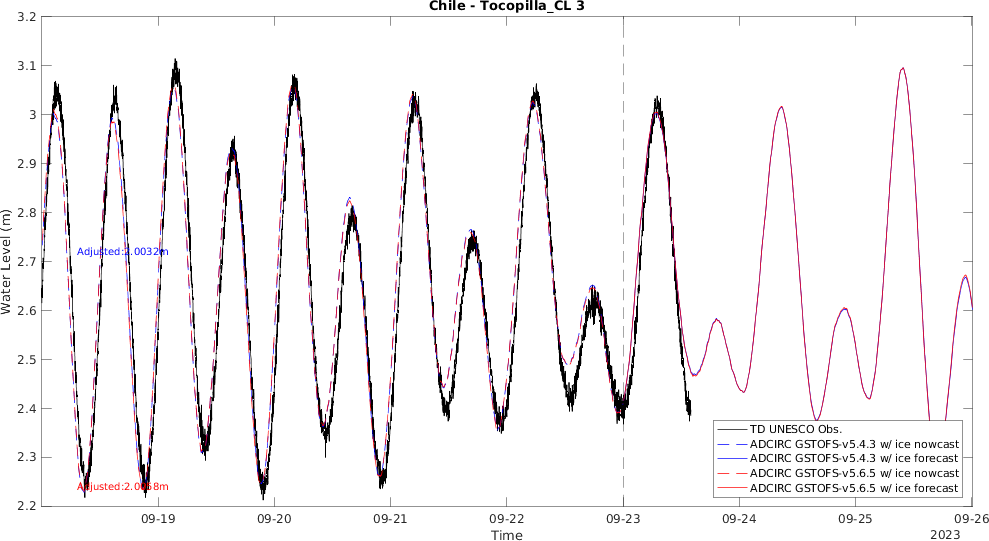 Chile - Tocopilla_CL 3
3.2
3.1
3
2.9
2.8
2.7
2.6
2.5
2.4
2.3
2.2
Water Level (m)
Adjusted:2.0032m
09-19
09-20
09-21
09-22
09-23
09-24
09-25
09-26
Time
2023
TD UNESCO Obs.
ADCIRC GSTOFS-v5.4.3 w/ ice nowcast
ADCIRC GSTOFS-v5.4.3 w/ ice forecast
ADCIRC GSTOFS-v5.6.5 w/ ice nowcast
ADCIRC GSTOFS-v5.6.5 w/ ice forecast